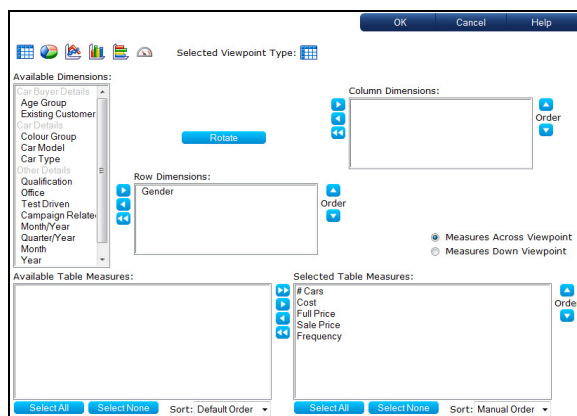 OK Cancel Help
Selected Viewpoint Type:
Available Dimensions:
Car Buyer Details
Age Group
Existing Customer
Car Details
Colour Group
Car Model
Car Type
Other Details
Qualification
Office
Test Driven
Campaign Relate
Month/Year
Quarter/Year
Month
Year
Rotate
Column Dimensions:
Order
Row Dimensions:
Gender
Order
Measures Across Viewpoint
Measures Down Viewpoint
Available Table Measures:
Select All Select None Sort: Default Order
Selected Table Measures:
# Cars
Cost
Full Price
Sale Price
Frequency
Order
Select All Select None Sort: Manual Order